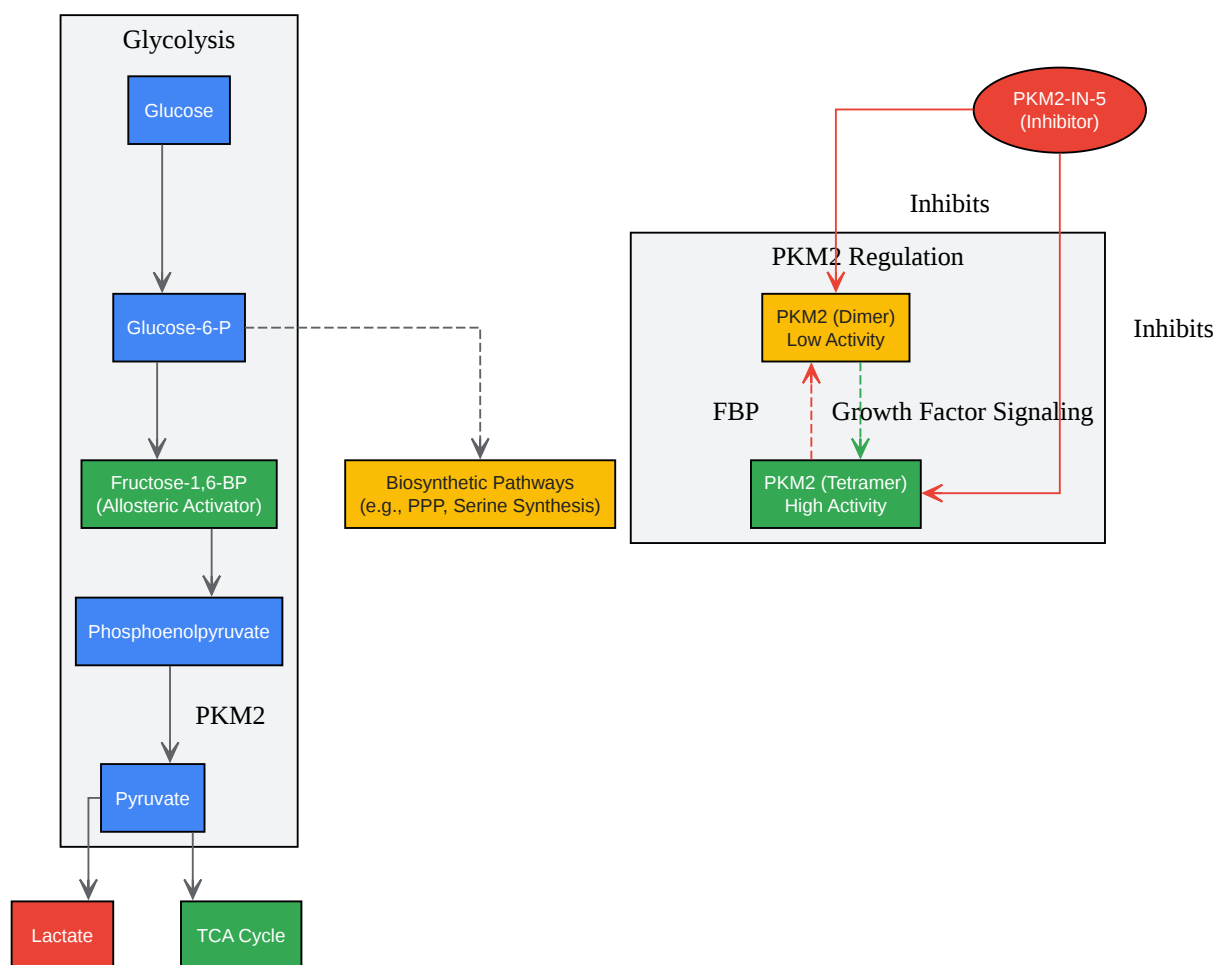 Glycolysis
Glucose
Glucose-6-P
Fructose-1,6-BP
(Allosteric Activator)
Phosphoenolpyruvate
PKM2
Pyruvate
Lactate
TCA Cycle
Biosynthetic Pathways
(e.g., PPP, Serine Synthesis)
PKM2-IN-5
(Inhibitor)
Inhibits
Inhibits
PKM2 Regulation
PKM2 (Dimer)
Low Activity
FBP
Growth Factor Signaling
PKM2 (Tetramer)
High Activity